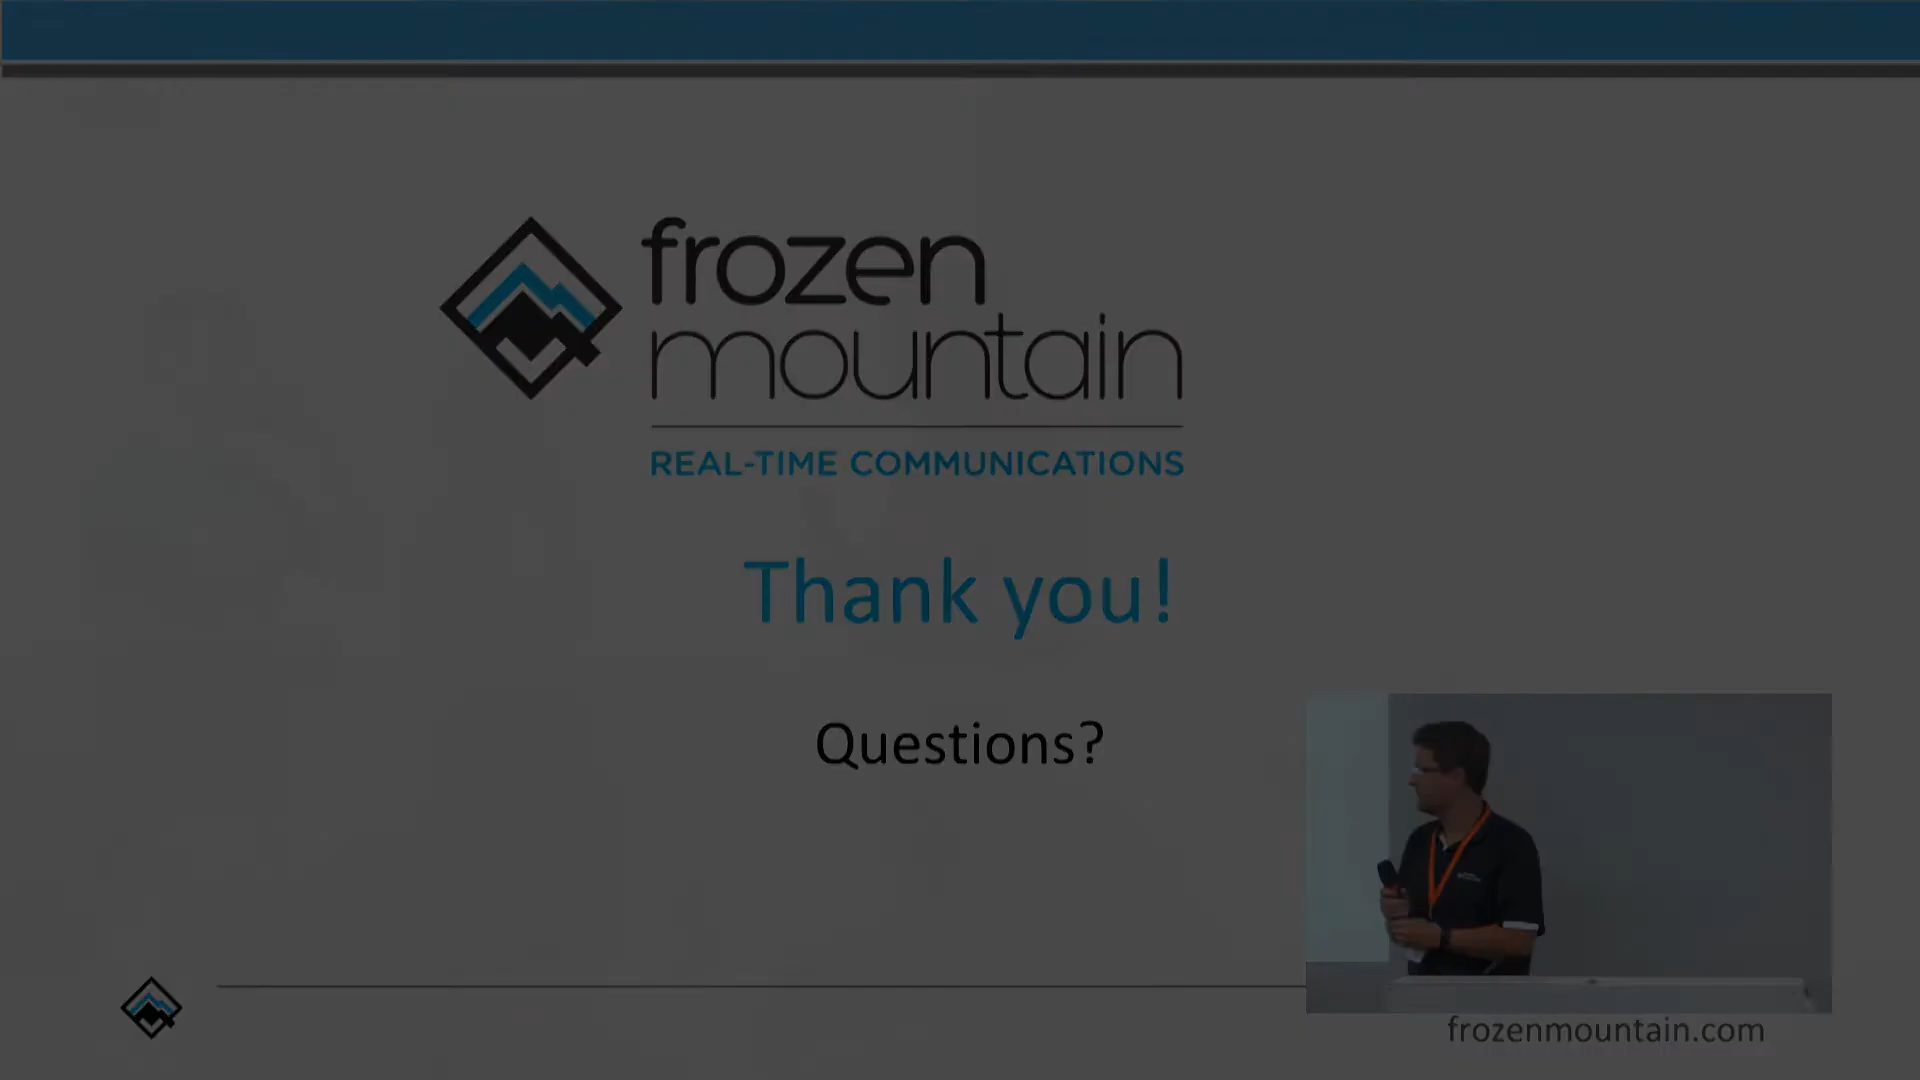 frozen
mountain
REAL-TIME COMMUNICATIONS
Thank you!
Questions?
frozenmountain.com